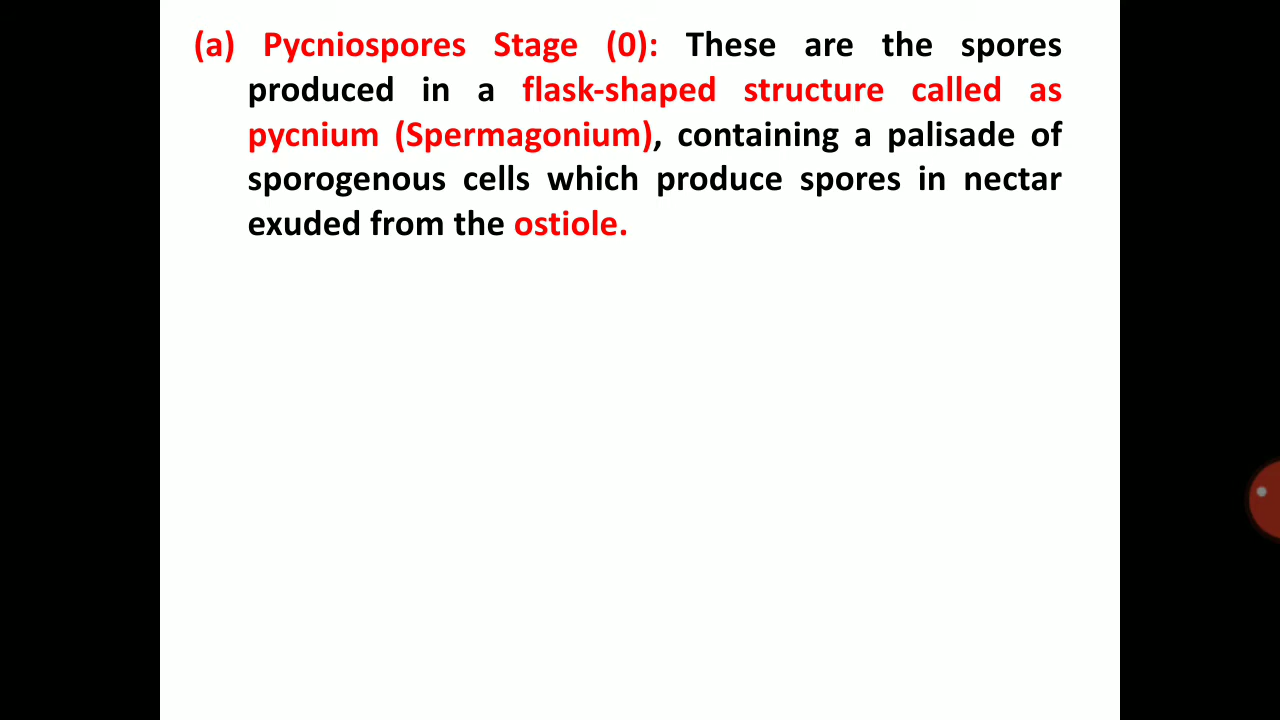 (a) Pycniospores Stage (0): These are the spores
produced in a flask-shaped structure called as
pycnium (Spermagonium), containing a palisade of
sporogenous cells which produce spores in nectar
exuded from the ostiole.